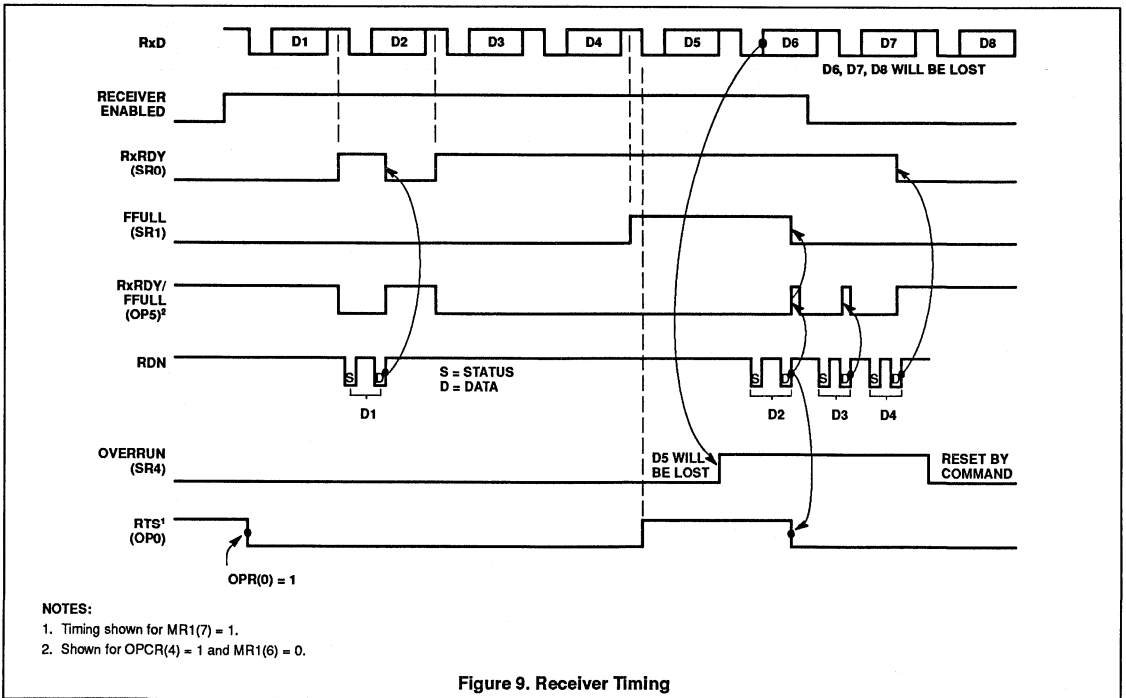 RxD
D1 D2 D3 D4 D5 D6 D7 D8
D6, D7, D8 WILL BE LOST
RECEIVER
ENABLED
RxRDY
(SR0)
FFULL
(SR1)
RxRDY/
FFULL
(OP5)²
RDN
S D
S = STATUS
D = DATA
S D S D S D
D1
D2 D3 D4
OVERRUN
(SR4)
D5 WILL
BE LOST
RESET BY
COMMAND
RTS¹
(OP0)
OPR(0) = 1
NOTES:
1. Timing shown for MR1(7) = 1.
2. Shown for OPCR(4) = 1 and MR1(6) = 0.
Figure 9. Receiver Timing